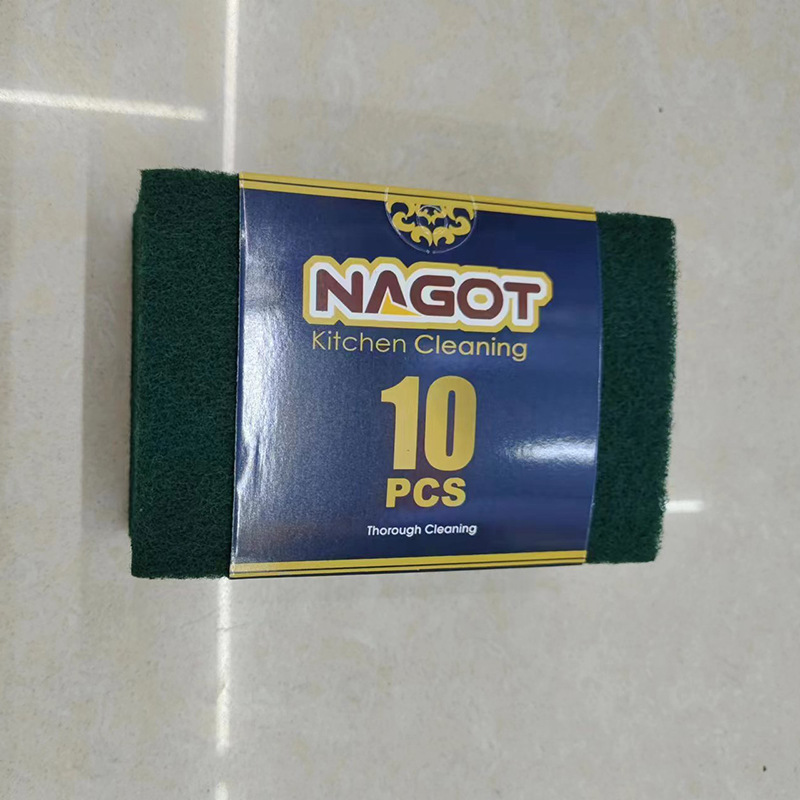 NAGOT
Kitchen Cleaning
10
PCS
Thorough Cleaning